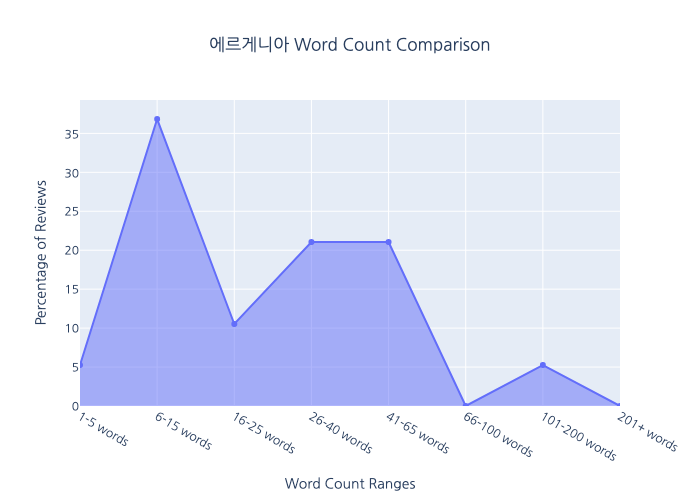 에르게니아 Word Count Comparison
Percentage of Reviews
35
30
25
20
15
10
5
0
1-5 words
6-15 words
16-25 words
26-40 words
41-65 words
66-100 words
101-200 words
201+ words
Word Count Ranges